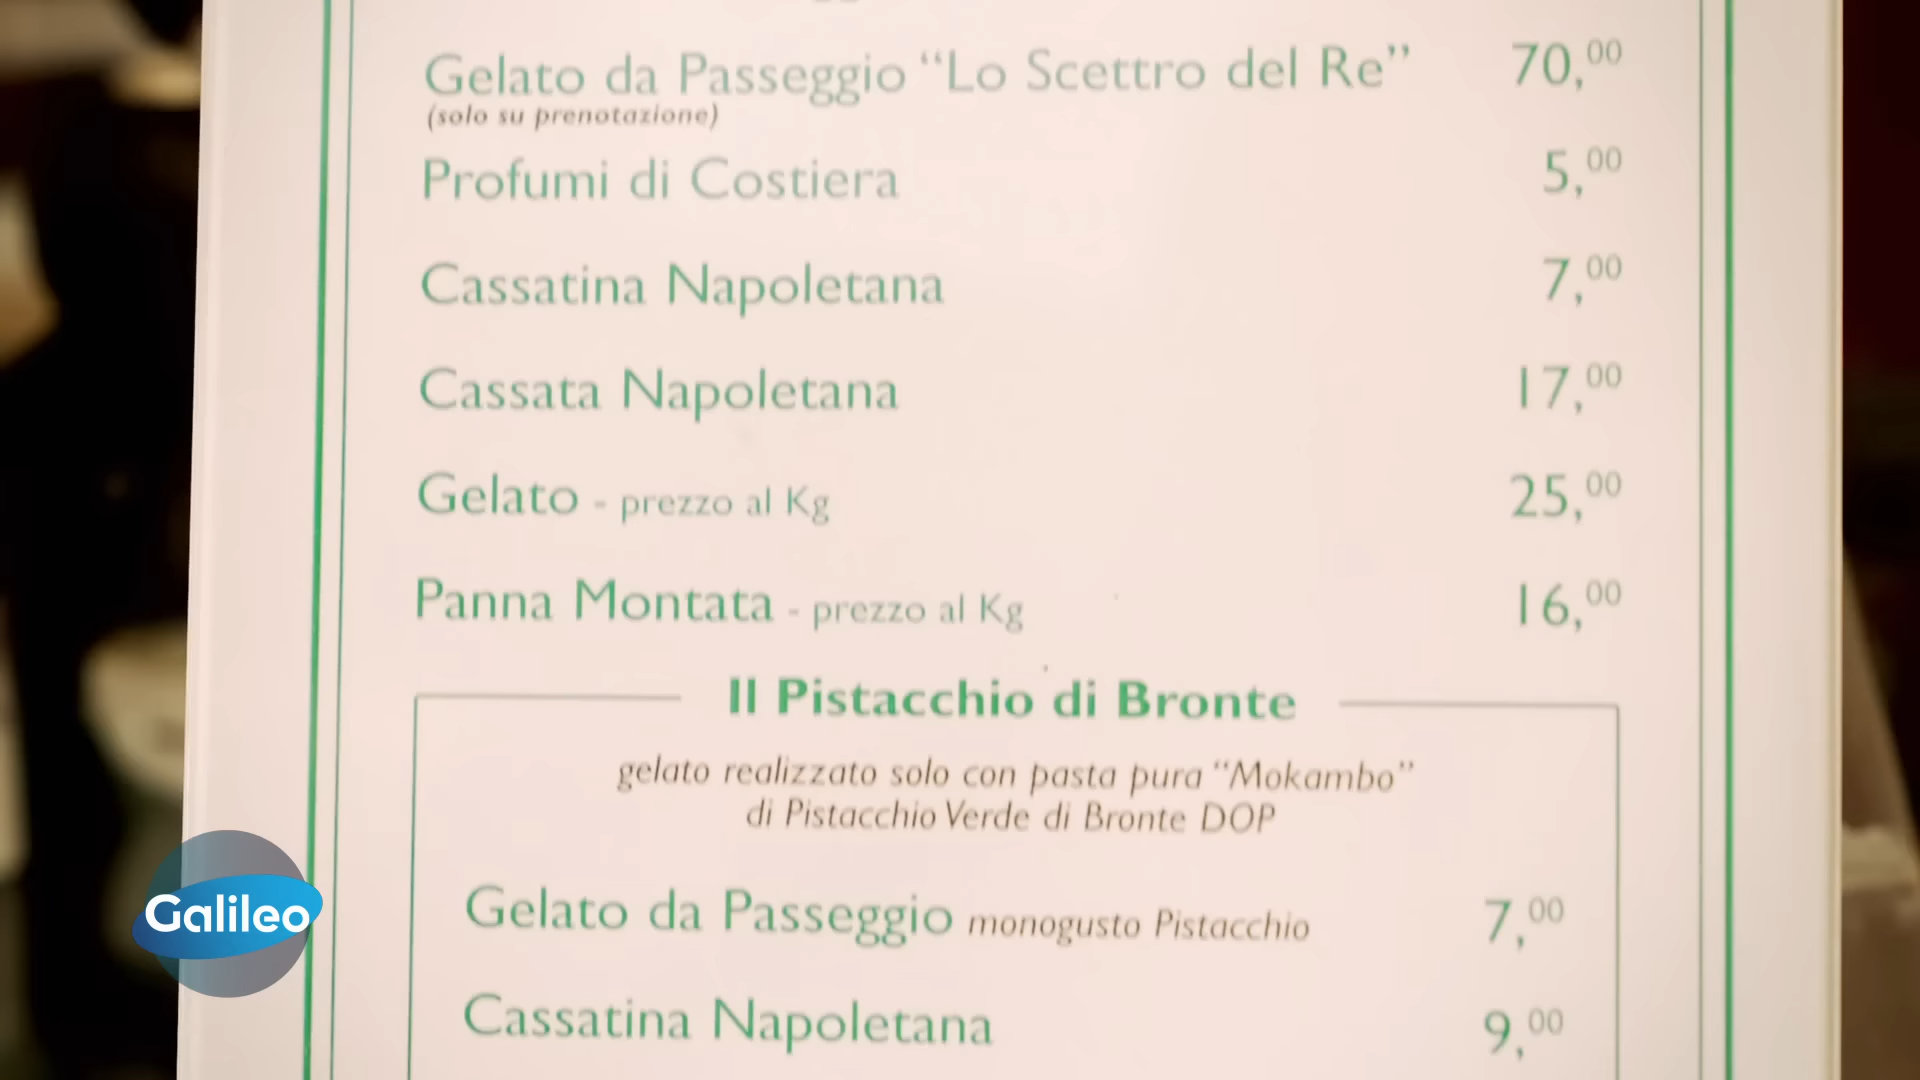 Gelato da Passeggio “Lo Scettro del Re” 70,00
(solo su prenotazione)
Profumi di Costiera 5,00
Cassatina Napoletana 7,00
Cassata Napoletana 17,00
Gelato - prezzo al Kg 25,00
Panna Montata - prezzo al Kg 16,00
Il Pistacchio di Bronte
gelato realizzato solo con pasta pura “Mokambo”
di Pistacchio Verde di Bronte DOP
Gelato da Passeggio monogusto Pistacchio 7,00
Cassatina Napoletana 9,00
Galileo